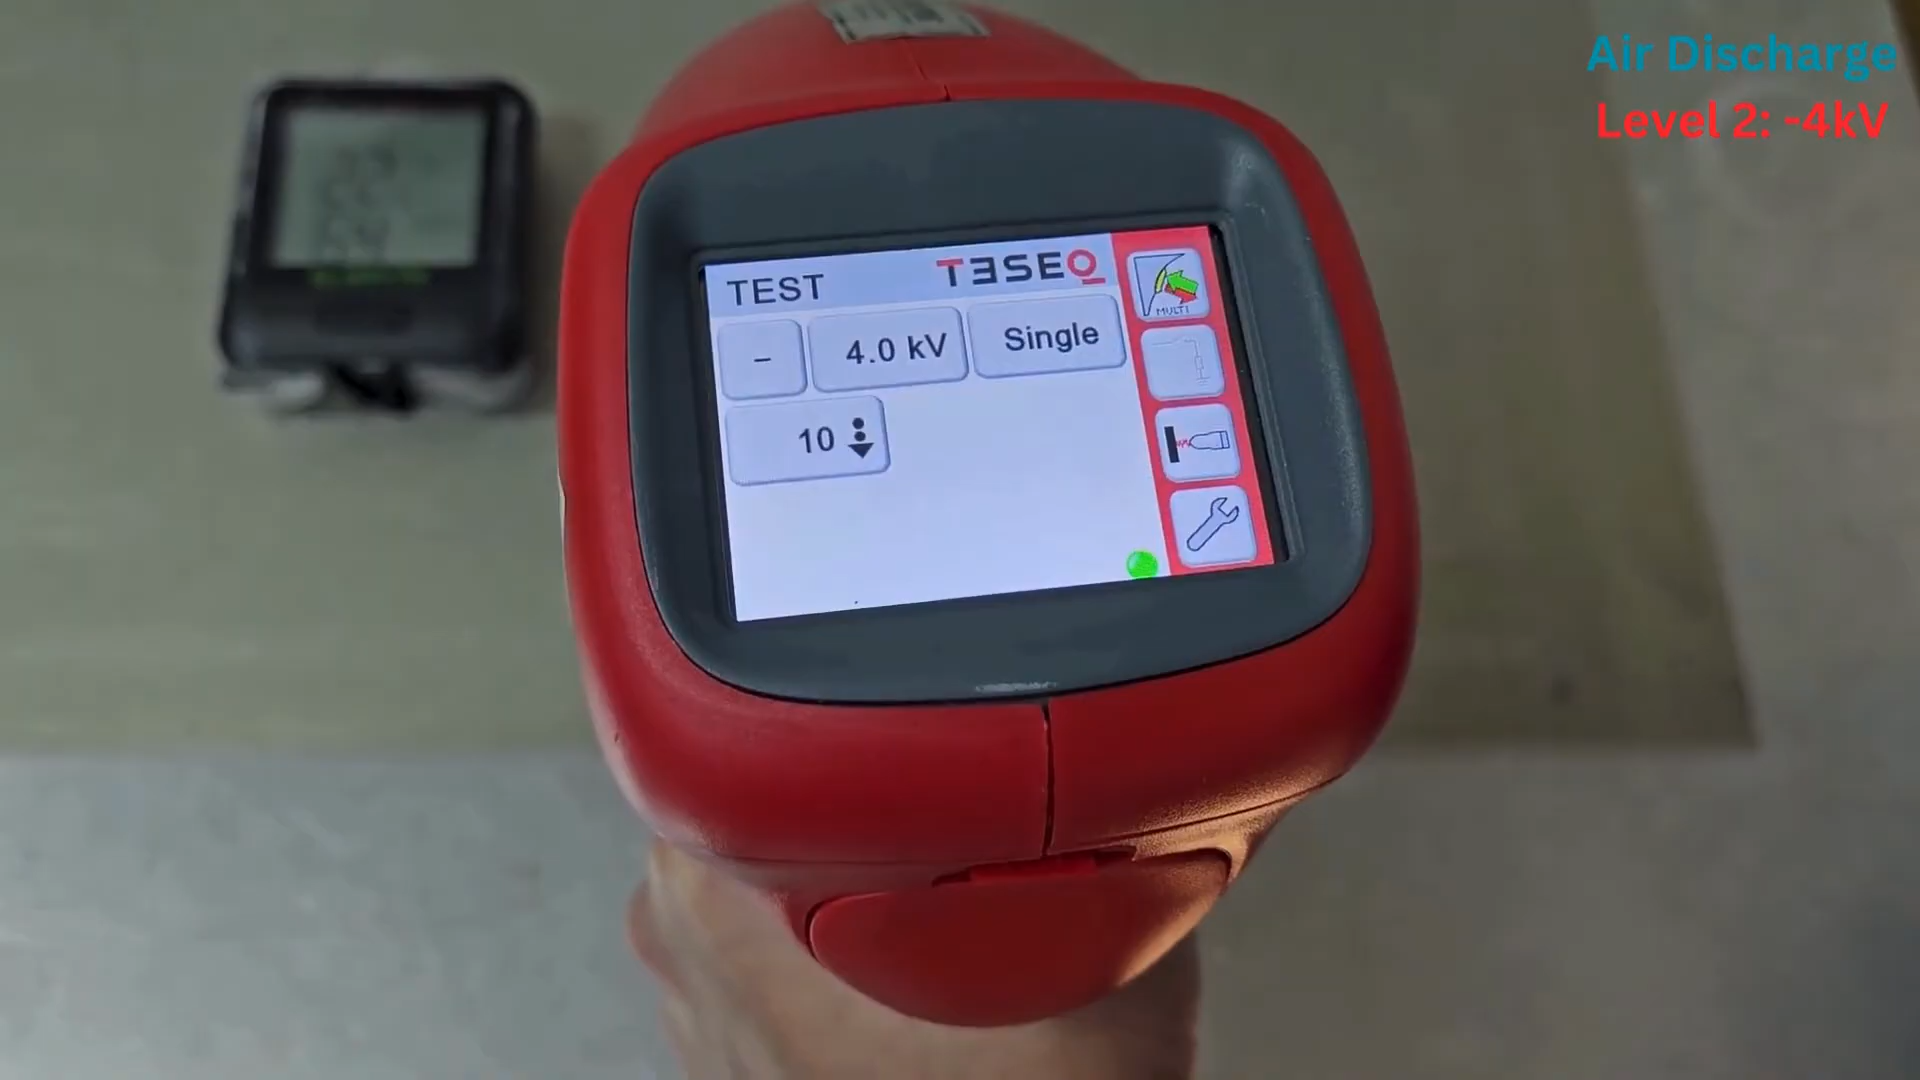 Air Discharge
Level 2: -4kV
TEST
TESEQ
– 4.0 kV Single
10
MULTI